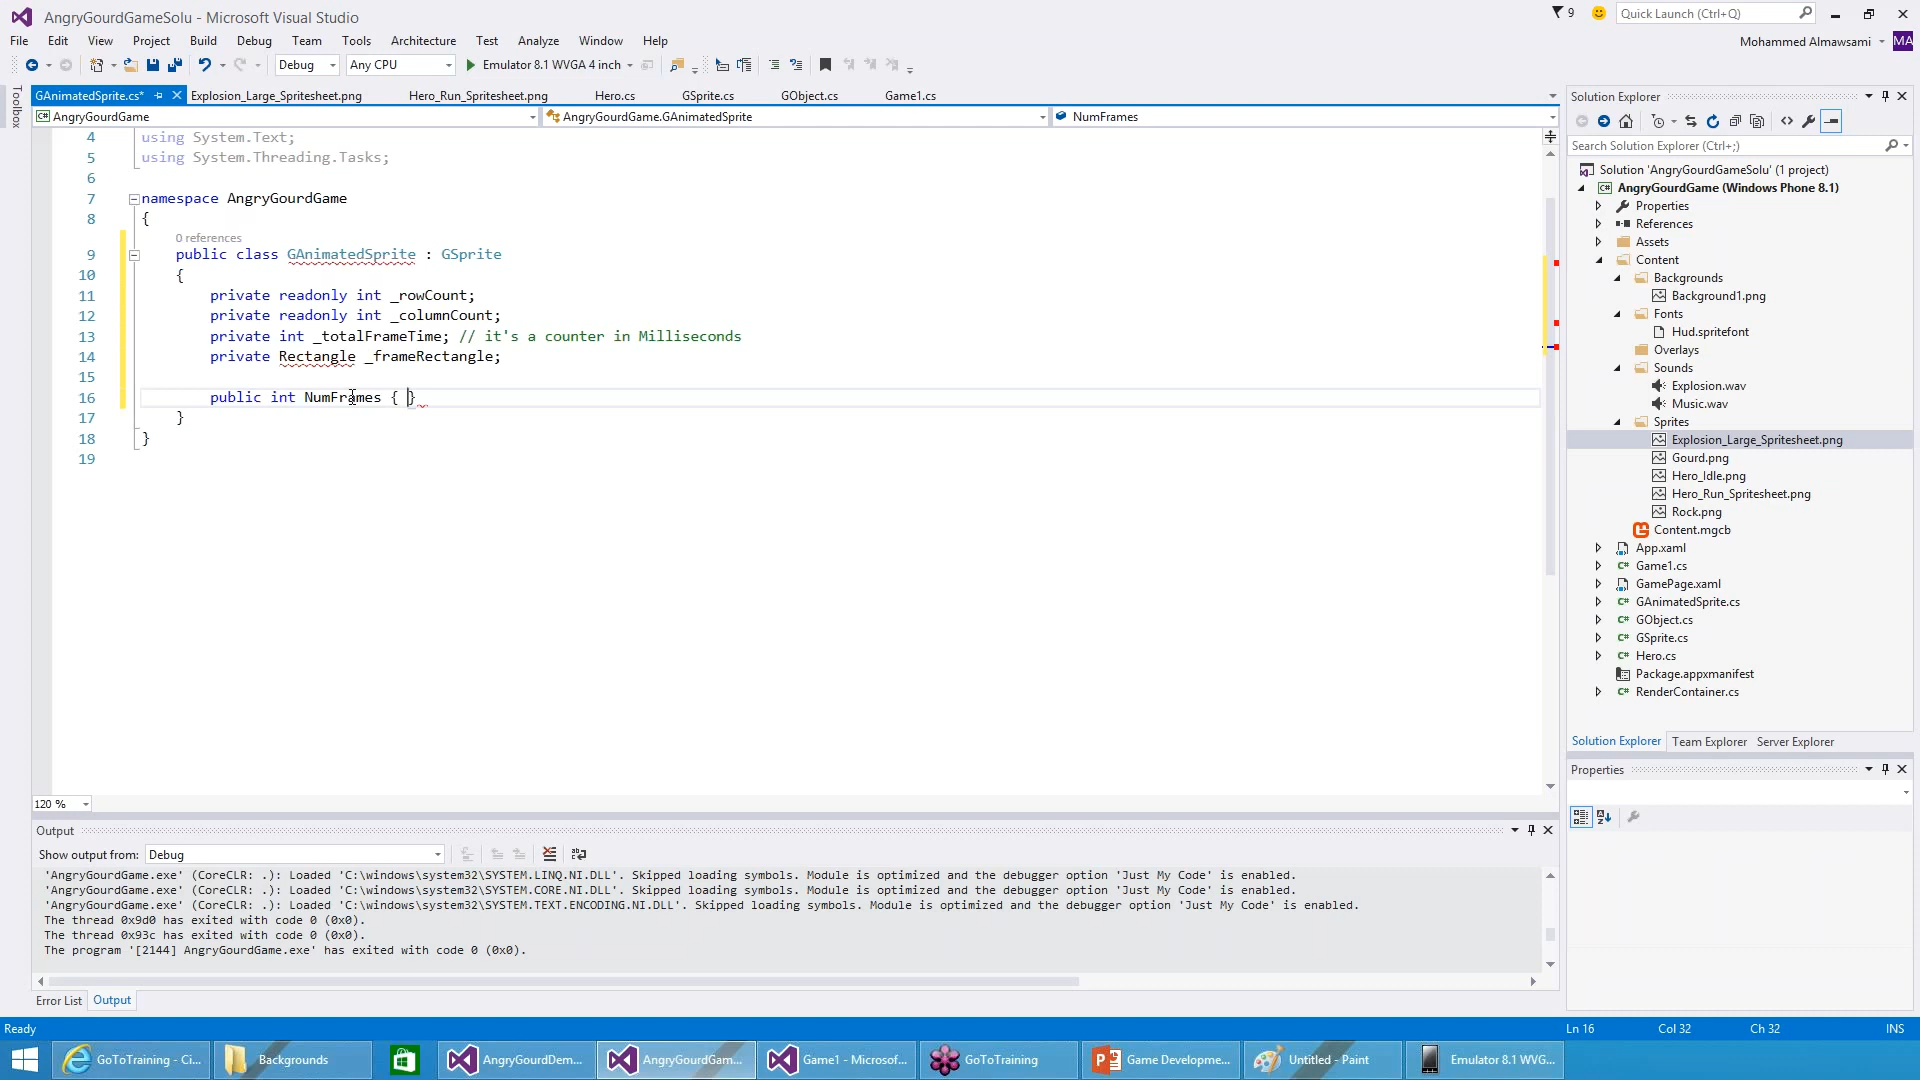 AngryGourdGameSolu - Microsoft Visual Studio
9
Quick Launch (Ctrl+Q)
File Edit View Project Build Debug Team Tools Architecture Test Analyze Window Help
Mohammed Almawsami MA
Debug Any CPU Emulator 8.1 WVGA 4 inch
Toolbox
GAnimatedSprite.cs* Explosion_Large_Spritesheet.png Hero_Run_Spritesheet.png Hero.cs GSprite.cs GObject.cs Game1.cs
AngryGourdGame AngryGourdGame.GAnimatedSprite NumFrames
4 using System.Text;
5 using System.Threading.Tasks;
6
7 namespace AngryGourdGame
8 {
0 references
9 public class GAnimatedSprite : GSprite
10 {
11 private readonly int _rowCount;
12 private readonly int _columnCount;
13 private int _totalFrameTime; // it's a counter in Milliseconds
14 private Rectangle _frameRectangle;
15
16 public int NumFrames { }
17 }
18 }
19
120 %
Output
Show output from: Debug
'AngryGourdGame.exe' (CoreCLR: .): Loaded 'C:\windows\system32\SYSTEM.LINQ.NI.DLL'. Skipped loading symbols. Module is optimized and the debugger option 'Just My Code' is enabled.
'AngryGourdGame.exe' (CoreCLR: .): Loaded 'C:\windows\system32\SYSTEM.CORE.NI.DLL'. Skipped loading symbols. Module is optimized and the debugger option 'Just My Code' is enabled.
'AngryGourdGame.exe' (CoreCLR: .): Loaded 'C:\windows\system32\SYSTEM.TEXT.ENCODING.NI.DLL'. Skipped loading symbols. Module is optimized and the debugger option 'Just My Code' is enabled.
The thread 0x9d0 has exited with code 0 (0x0).
The thread 0x93c has exited with code 0 (0x0).
The program '[2144] AngryGourdGame.exe' has exited with code 0 (0x0).
Error List Output
Solution Explorer
Search Solution Explorer (Ctrl+;)
Solution 'AngryGourdGameSolu' (1 project)
AngryGourdGame (Windows Phone 8.1)
Properties
References
Assets
Content
Backgrounds
Background1.png
Fonts
Hud.spritefont
Overlays
Sounds
Explosion.wav
Music.wav
Sprites
Explosion_Large_Spritesheet.png
Gourd.png
Hero_Idle.png
Hero_Run_Spritesheet.png
Rock.png
Content.mgcb
App.xaml
Game1.cs
GamePage.xaml
GAnimatedSprite.cs
GObject.cs
GSprite.cs
Hero.cs
Package.appxmanifest
RenderContainer.cs
Solution Explorer Team Explorer Server Explorer
Properties
Ready Ln 16 Col 32 Ch 32 INS
GoToTraining - Ci... Backgrounds AngryGourdDem... AngryGourdGam... Game1 - Microsof... GoToTraining Game Developme... Untitled - Paint Emulator 8.1 WVG...